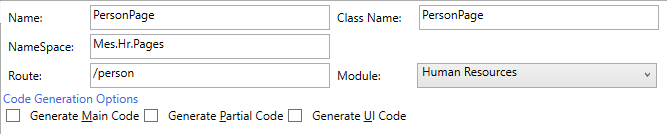 Name: PersonPage Class Name: PersonPage
NameSpace: Mes.Hr.Pages
Route: /person Module: Human Resources
Code Generation Options
Generate Main Code Generate Partial Code Generate UI Code